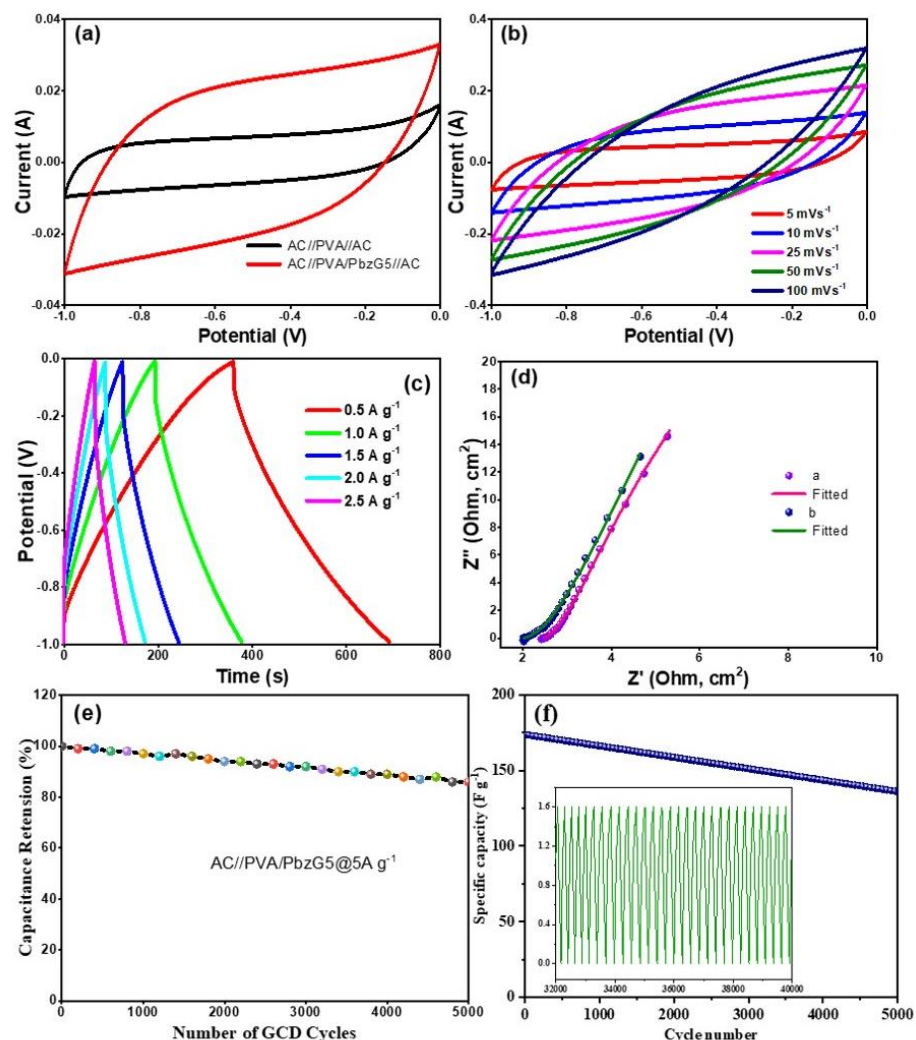 (a)
0.04
0.02
0.00
-0.02
-0.04
Current (A)
AC//PVA//AC
AC//PVA/PbzG5//AC
-1.0 -0.8 -0.6 -0.4 -0.2 0.0
Potential (V)
(b)
0.4
0.2
0.0
-0.2
-0.4
Current (A)
5 mVs⁻¹
10 mVs⁻¹
25 mVs⁻¹
50 mVs⁻¹
100 mVs⁻¹
-1.0 -0.8 -0.6 -0.4 -0.2 0.0
Potential (V)
(c)
0.0
-0.2
-0.4
-0.6
-0.8
-1.0
Potential (V)
0.5 A g⁻¹
1.0 A g⁻¹
1.5 A g⁻¹
2.0 A g⁻¹
2.5 A g⁻¹
0 200 400 600 800
Time (s)
(d)
20
18
16
14
12
10
8
6
4
2
0
Z" (Ohm, cm²)
a
Fitted
b
Fitted
2 4 6 8 10
Z' (Ohm, cm²)
(e)
120
100
80
60
40
20
0
Capacitance Retention (%)
AC//PVA/PbzG5@5A g⁻¹
0 1000 2000 3000 4000 5000
Number of GCD Cycles
(f)
200
175
150
125
100
75
50
25
0
Specific capacity (F g⁻¹)
1.6
1.2
0.8
0.4
0.0
32000 34000 36000 38000 40000
0 1000 2000 3000 4000 5000
Cycle number